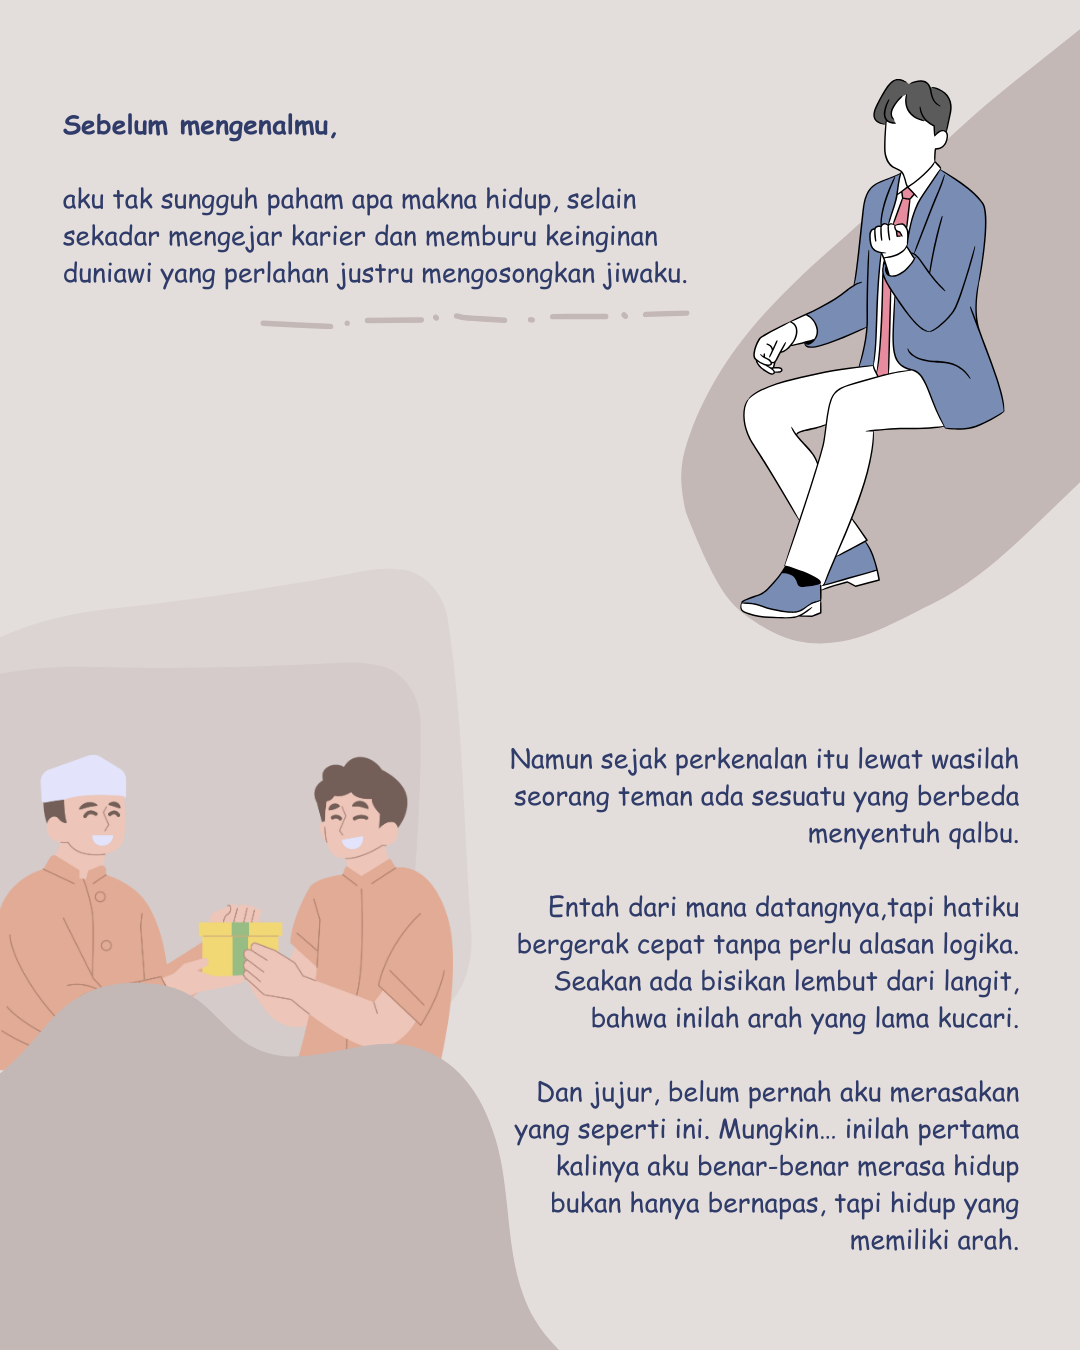 Sebelum mengenalmu,
aku tak sungguh paham apa makna hidup, selain
sekadar mengejar karier dan memburu keinginan
duniawi yang perlahan justru mengosongkan jiwaku.
Namun sejak perkenalan itu lewat wasilah
seorang teman ada sesuatu yang berbeda
menyentuh qalbu.
Entah dari mana datangnya,tapi hatiku
bergerak cepat tanpa perlu alasan logika.
Seakan ada bisikan lembut dari langit,
bahwa inilah arah yang lama kucari.
Dan jujur, belum pernah aku merasakan
yang seperti ini. Mungkin... inilah pertama
kalinya aku benar-benar merasa hidup
bukan hanya bernapas, tapi hidup yang
memiliki arah.